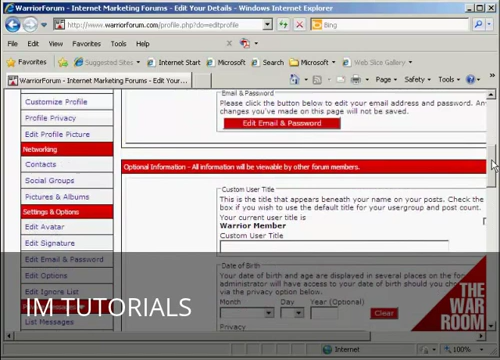 WarriorForum - Internet Marketing Forums - Edit Your Details - Windows Internet Explorer
http://www.warriorforum.com/profile.php?do=editprofile
Bing
File Edit View Favorites Tools Help
Favorites Suggested Sites Internet Start Microsoft Search Microsoft Web Slice Gallery
WarriorForum - Internet Marketing Forums - Edit Your...
Page Safety Tools
Customize Profile
Profile Privacy
Edit Profile Picture
Networking
Contacts
Social Groups
Pictures & Albums
Settings & Options
Edit Avatar
Edit Signature
Edit Email & Password
Edit Options
Edit Ignore List
List Messages
Email & Password
Please click the button below to edit your email address and password. An
changes you've made on this page will not be saved.
Edit Email & Password
Optional Information - All information will be viewable by other forum members.
Custom User Title
This is the title that appears beneath your name on your posts. Check the
box if you wish to use the default title for your usergroup and post count.
Your current user title is
Warrior Member
Custom User Title
Date of Birth
Your date of birth and age are displayed in several places on the for
administrator will have access to your date of birth should you choose
via the privacy option below.
Month Day Year (Optional)
Clear
Privacy
IM TUTORIALS
THE
WAR
ROOM
Internet 100%